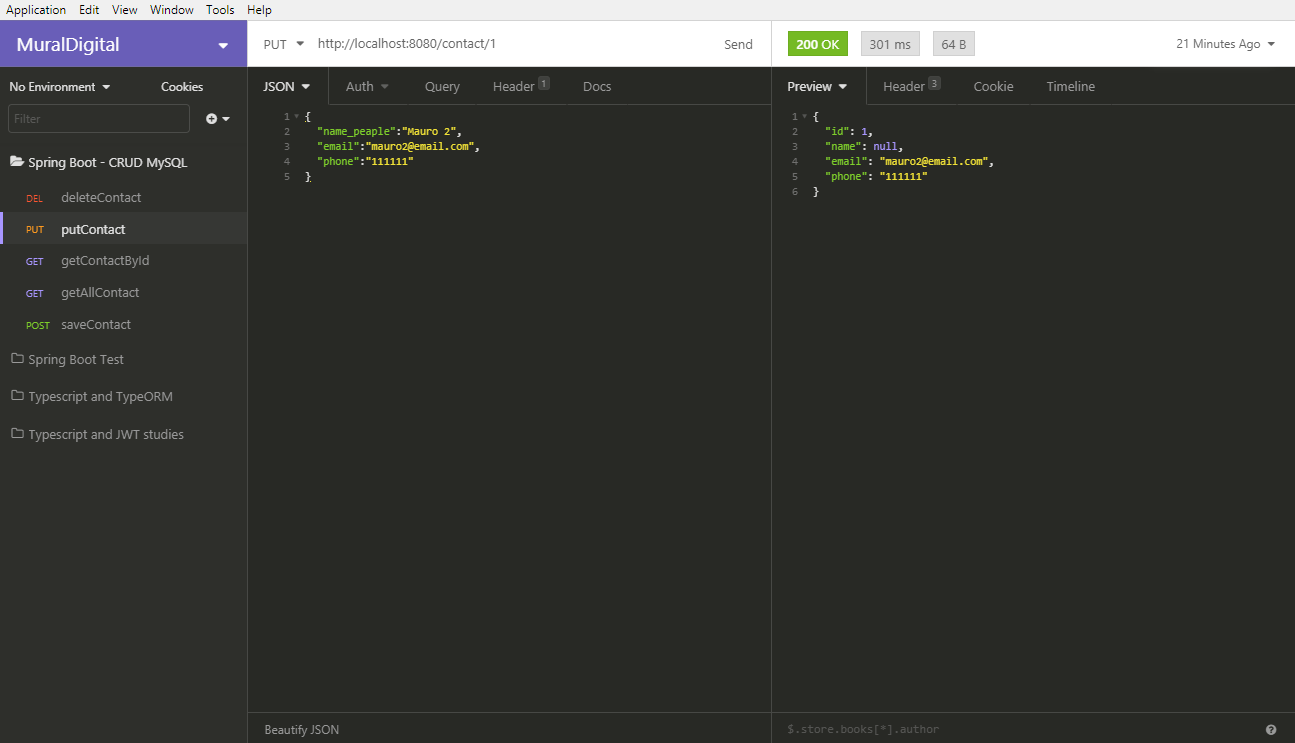 Application Edit View Window Tools Help
MuralDigital
PUT http://localhost:8080/contact/1 Send
200 OK 301 ms 64 B 21 Minutes Ago
No Environment Cookies
Filter
Spring Boot - CRUD MySQL
DEL deleteContact
PUT putContact
GET getContactById
GET getAllContact
POST saveContact
Spring Boot Test
Typescript and TypeORM
Typescript and JWT studies
JSON Auth Query Header 1 Docs
1 {
2 "name_peaple":"Mauro 2",
3 "email":"mauro2@email.com",
4 "phone":"111111"
5 }
Beautify JSON
Preview Header 3 Cookie Timeline
1 {
2 "id": 1,
3 "name": null,
4 "email": "mauro2@email.com",
5 "phone": "111111"
6 }
$.store.books[*].author